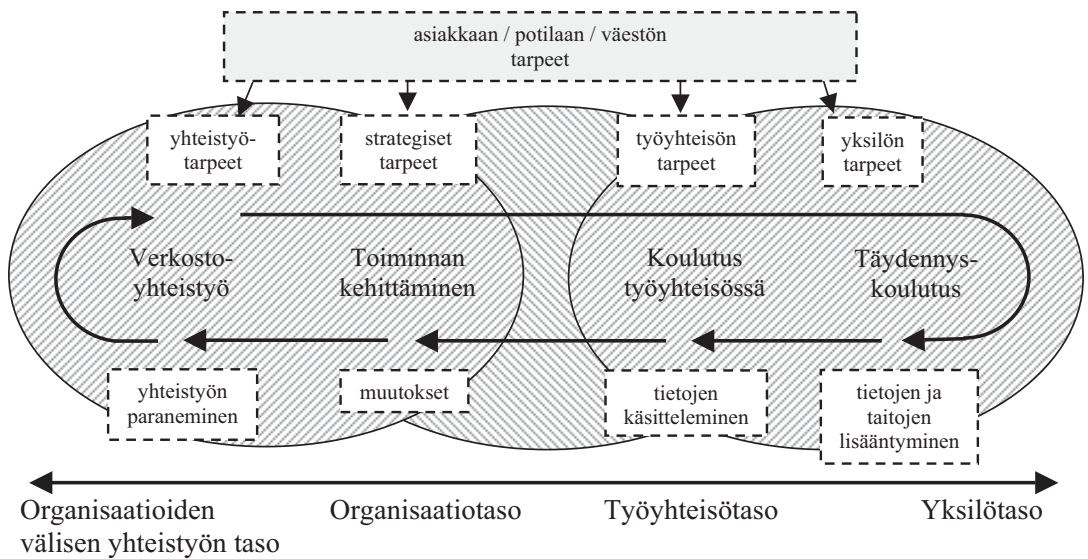 asiakkaan / potilaan / väestön
tarpeet
yhteistyö-
tarpeet
strategiset
tarpeet
työyhteisön
tarpeet
yksilön
tarpeet
Verkosto-
yhteistyö
Toiminnan
kehittäminen
Koulutus
työyhteisössä
Täydennys-
koulutus
yhteistyön
paraneminen
muutokset
tietojen
käsitteleminen
tietojen ja
taitojen
lisääntyminen
Organisaatioiden
välisen yhteistyön taso
Organisaatiotaso
Työyhteisötaso
Yksilötaso